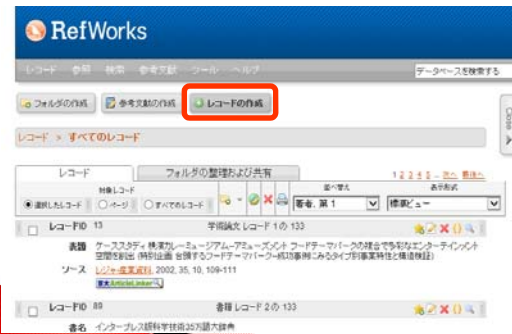 RefWorks
レコード 参照 検索 参考文献 ツール ヘルプ
データベースを検索する
フォルダの作成 参考文献の作成 レコードの作成
Close
レコード > すべてのレコード
レコード フォルダの整理および共有 1 2 3 4 5 - 次へ 最後へ
対象レコード 並べ替え 表示形式
選択したレコード ページ すべてのレコード 著者, 第 1 標準ビュー
レコードID 13 学術論文 レコード 1 の 133
表題 ケーススタディ 横濱カレーミュージアム―アミューズメント フードテーマパークの複合で多彩なエンターテインメント
空間を創出 (特別企画 台頭するフードテーマパーク―成功事例にみるタイプ別事業特性と構造検証)
ソース レジャー産業資料, 2002, 35, 10, 109-111
Article Linker
レコードID 89 書籍 レコード 2 の 133
書名 インタープレス版科学技術35万語大辞典